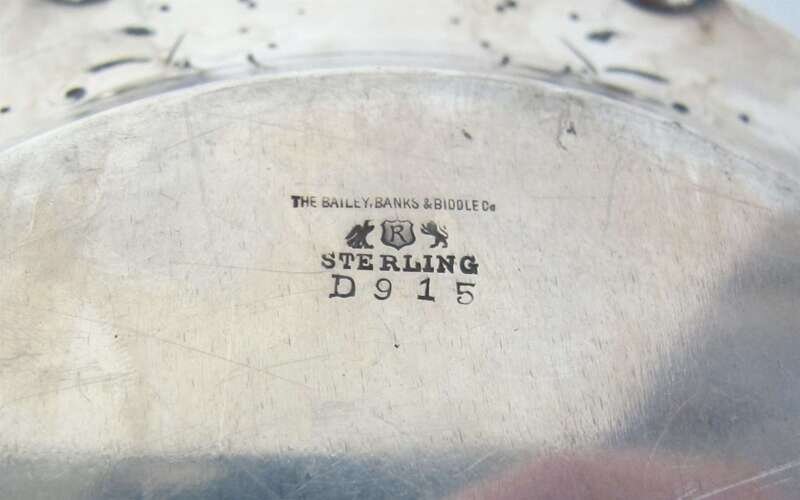 THE BAILEY, BANKS & BIDDLE Co
R
STERLING
D915